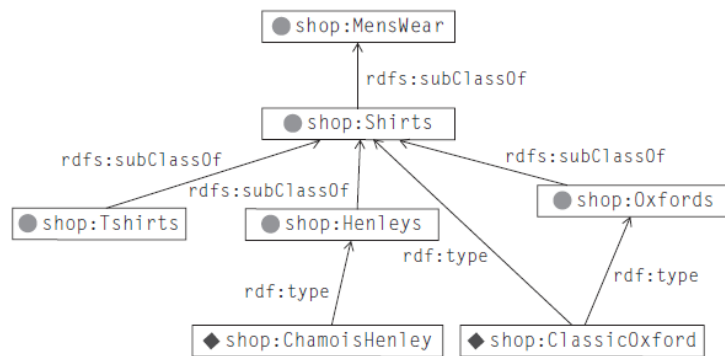 shop:MensWear
rdfs:subClassOf
shop:Shirts
rdfs:subClassOf
rdfs:subClassOf
rdfs:subClassOf
shop:Tshirts
shop:Henleys
shop:Oxfords
rdf:type
rdf:type
rdf:type
shop:ChamoisHenley
shop:ClassicOxford